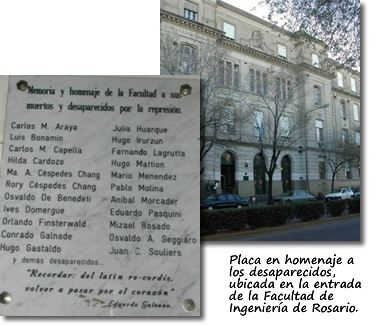 Memoria y homenaje de la Facultad a sus
muertos y desaparecidos por la represión.
Carlos M. Araya
Luis Bonamín
Carlos M. Capella
Hilda Cardozo
Ma. A. Céspedes Chang
Rory Céspedes Chang
Osvaldo De Benedeti
Ives Domergue
Orlando Finsterwald
Conrado Galnade
Hugo Gastaldo
Julia Huarque
Hugo Irurzun
Fernando Lagrutta
Hugo Mattion
Mario Menendez
Pablo Molina
Anibal Morcader
Eduardo Pasquini
Mizael Rosado
Osvaldo A. Seggiaro
Juan C. Souliers
y demás desaparecidos...
"Recordar: del latín re-cordis,
volver a pasar por el corazón"
Eduardo Galeano.
Placa en homenaje a
los desaparecidos,
ubicada en la entrada
de la Facultad de
Ingeniería de Rosario.